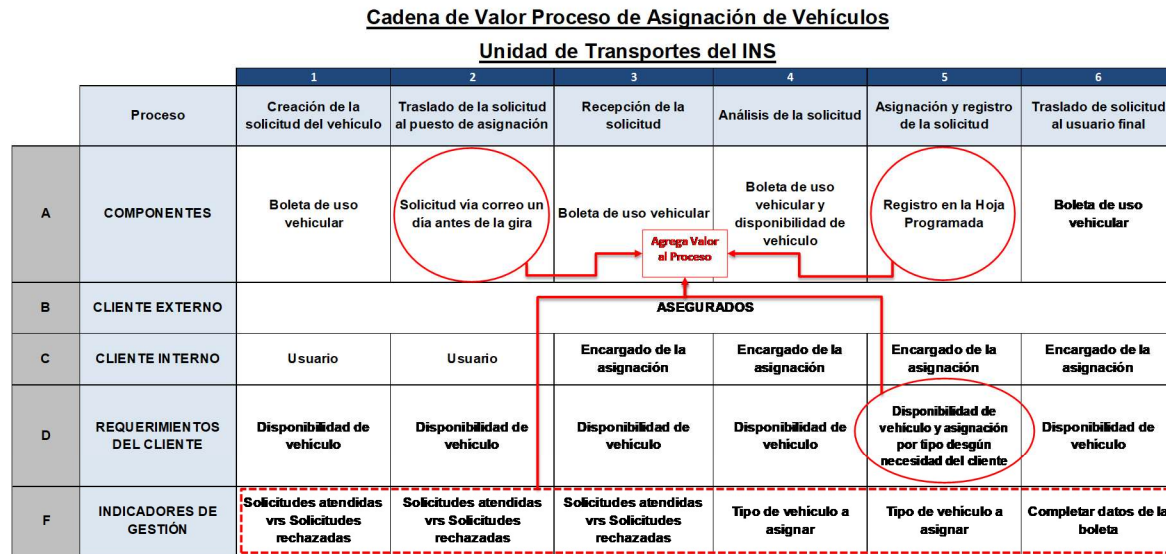 Cadena de Valor Proceso de Asignación de Vehículos
Unidad de Transportes del INS
1 2 3 4 5 6
Proceso
Creación de la
solicitud del vehículo
Traslado de la solicitud
al puesto de asignación
Recepción de la
solicitud
Análisis de la solicitud
Asignación y registro
de la solicitud
Traslado de solicitud
al usuario final
A
COMPONENTES
Boleta de uso
vehicular
Solicitud vía correo un
día antes de la gira
Boleta de uso vehicular
Boleta de uso
vehicular y
disponibilidad de
vehículo
Registro en la Hoja
Programada
Boleta de uso
vehicular
Agrega Valor
al Proceso
B
CLIENTE EXTERNO
ASEGURADOS
C
CLIENTE INTERNO
Usuario
Usuario
Encargado de la
asignación
Encargado de la
asignación
Encargado de la
asignación
Encargado de la
asignación
D
REQUERIMIENTOS
DEL CLIENTE
Disponibilidad de
vehículo
Disponibilidad de
vehículo
Disponibilidad de
vehículo
Disponibilidad de
vehículo
Disponibilidad de
vehículo y asignación
por tipo desgún
necesidad del cliente
Disponibilidad de
vehículo
F
INDICADORES DE
GESTIÓN
Solicitudes atendidas
vrs Solicitudes
rechazadas
Solicitudes atendidas
vrs Solicitudes
rechazadas
Solicitudes atendidas
vrs Solicitudes
rechazadas
Tipo de vehículo a
asignar
Tipo de vehículo a
asignar
Completar datos de la
boleta